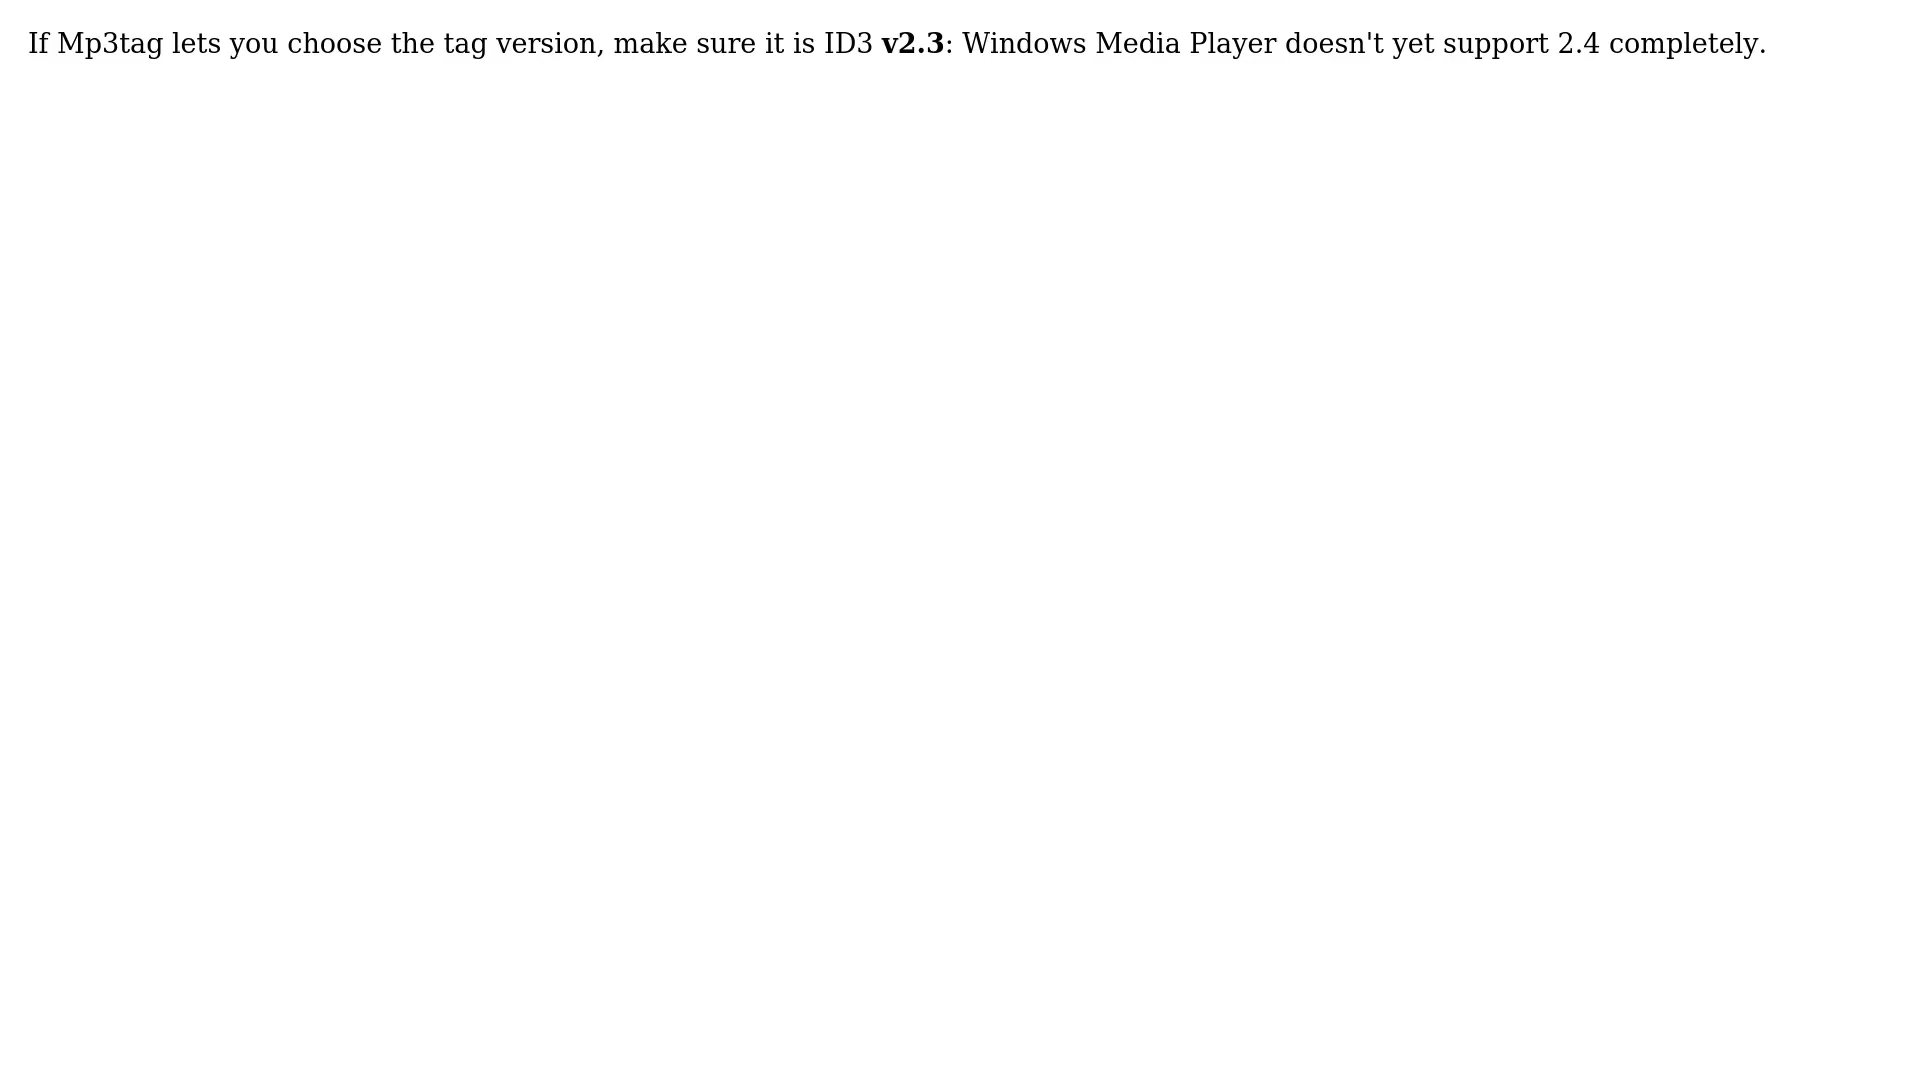 If Mp3tag lets you choose the tag version, make sure it is ID3 v2.3: Windows Media Player doesn't yet support 2.4 completely.